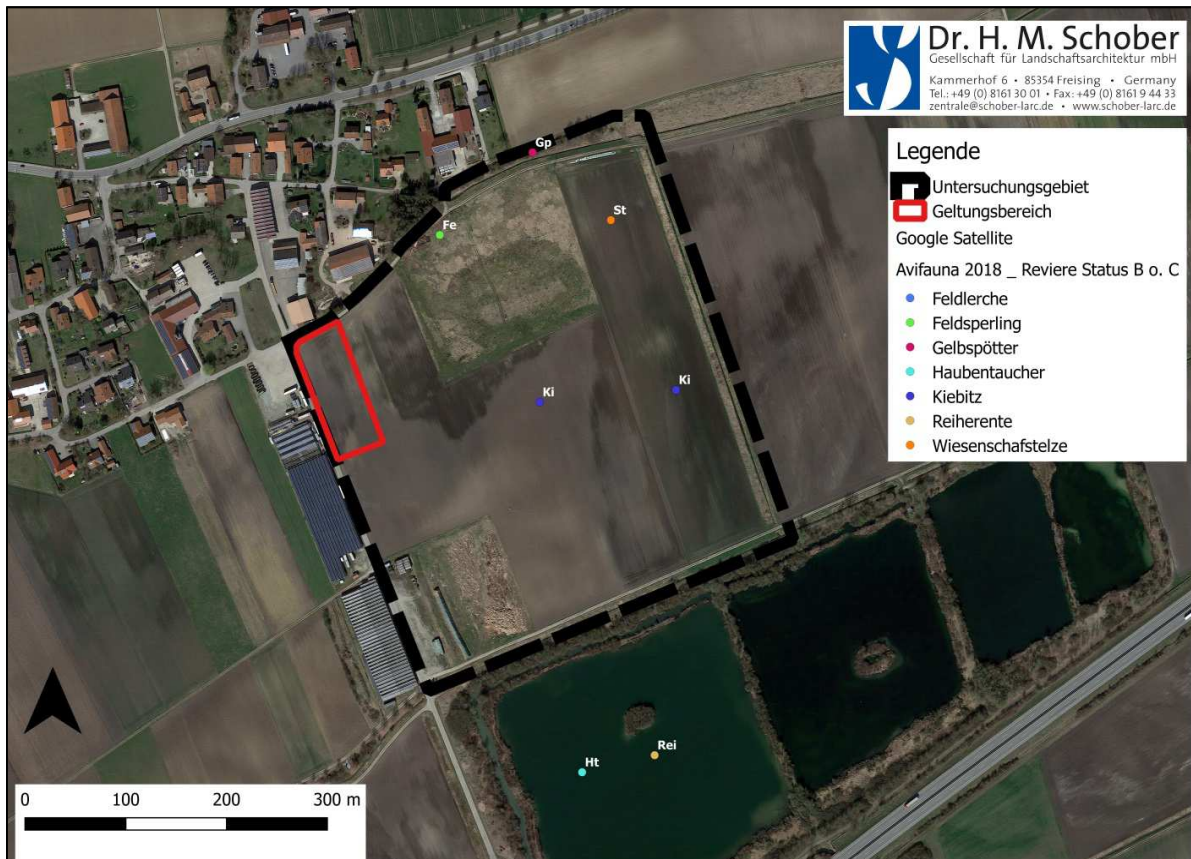 Dr. H. M. Schober
Gesellschaft für Landschaftsarchitektur mbH
Kammerhof 6 • 85354 Freising • Germany
Tel.: +49 (0) 8161 30 01 • Fax: +49 (0) 8161 9 44 33
zentrale@schober-larc.de • www.schober-larc.de
Legende
Untersuchungsgebiet
Geltungsbereich
Google Satellite
Avifauna 2018 _ Reviere Status B o. C
Feldlerche
Feldsperling
Gelbspötter
Haubentaucher
Kiebitz
Reiherente
Wiesenschafstelze
Gp
St
Fe
Ki
Ki
Rei
Ht
0 100 200 300 m